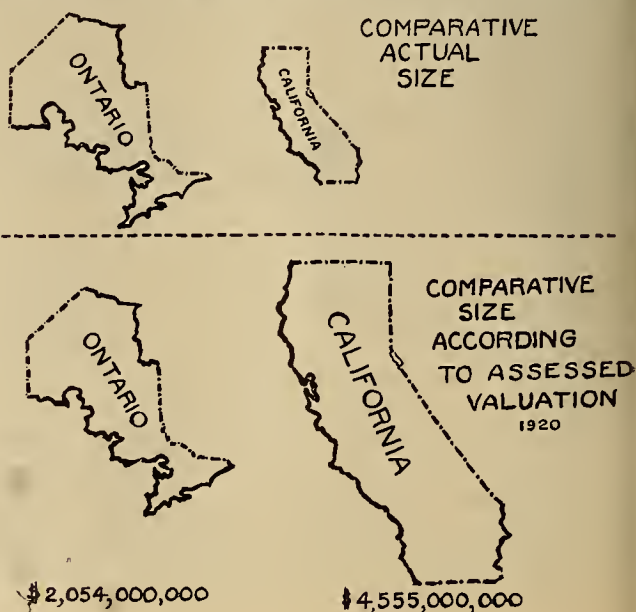 COMPARATIVE
ACTUAL
SIZE
ONTARIO
CALIFORNIA
COMPARATIVE
SIZE
ACCORDING
TO ASSESSED
VALUATION
1920
ONTARIO
CALIFORNIA
$2,054,000,000
$4,555,000,000